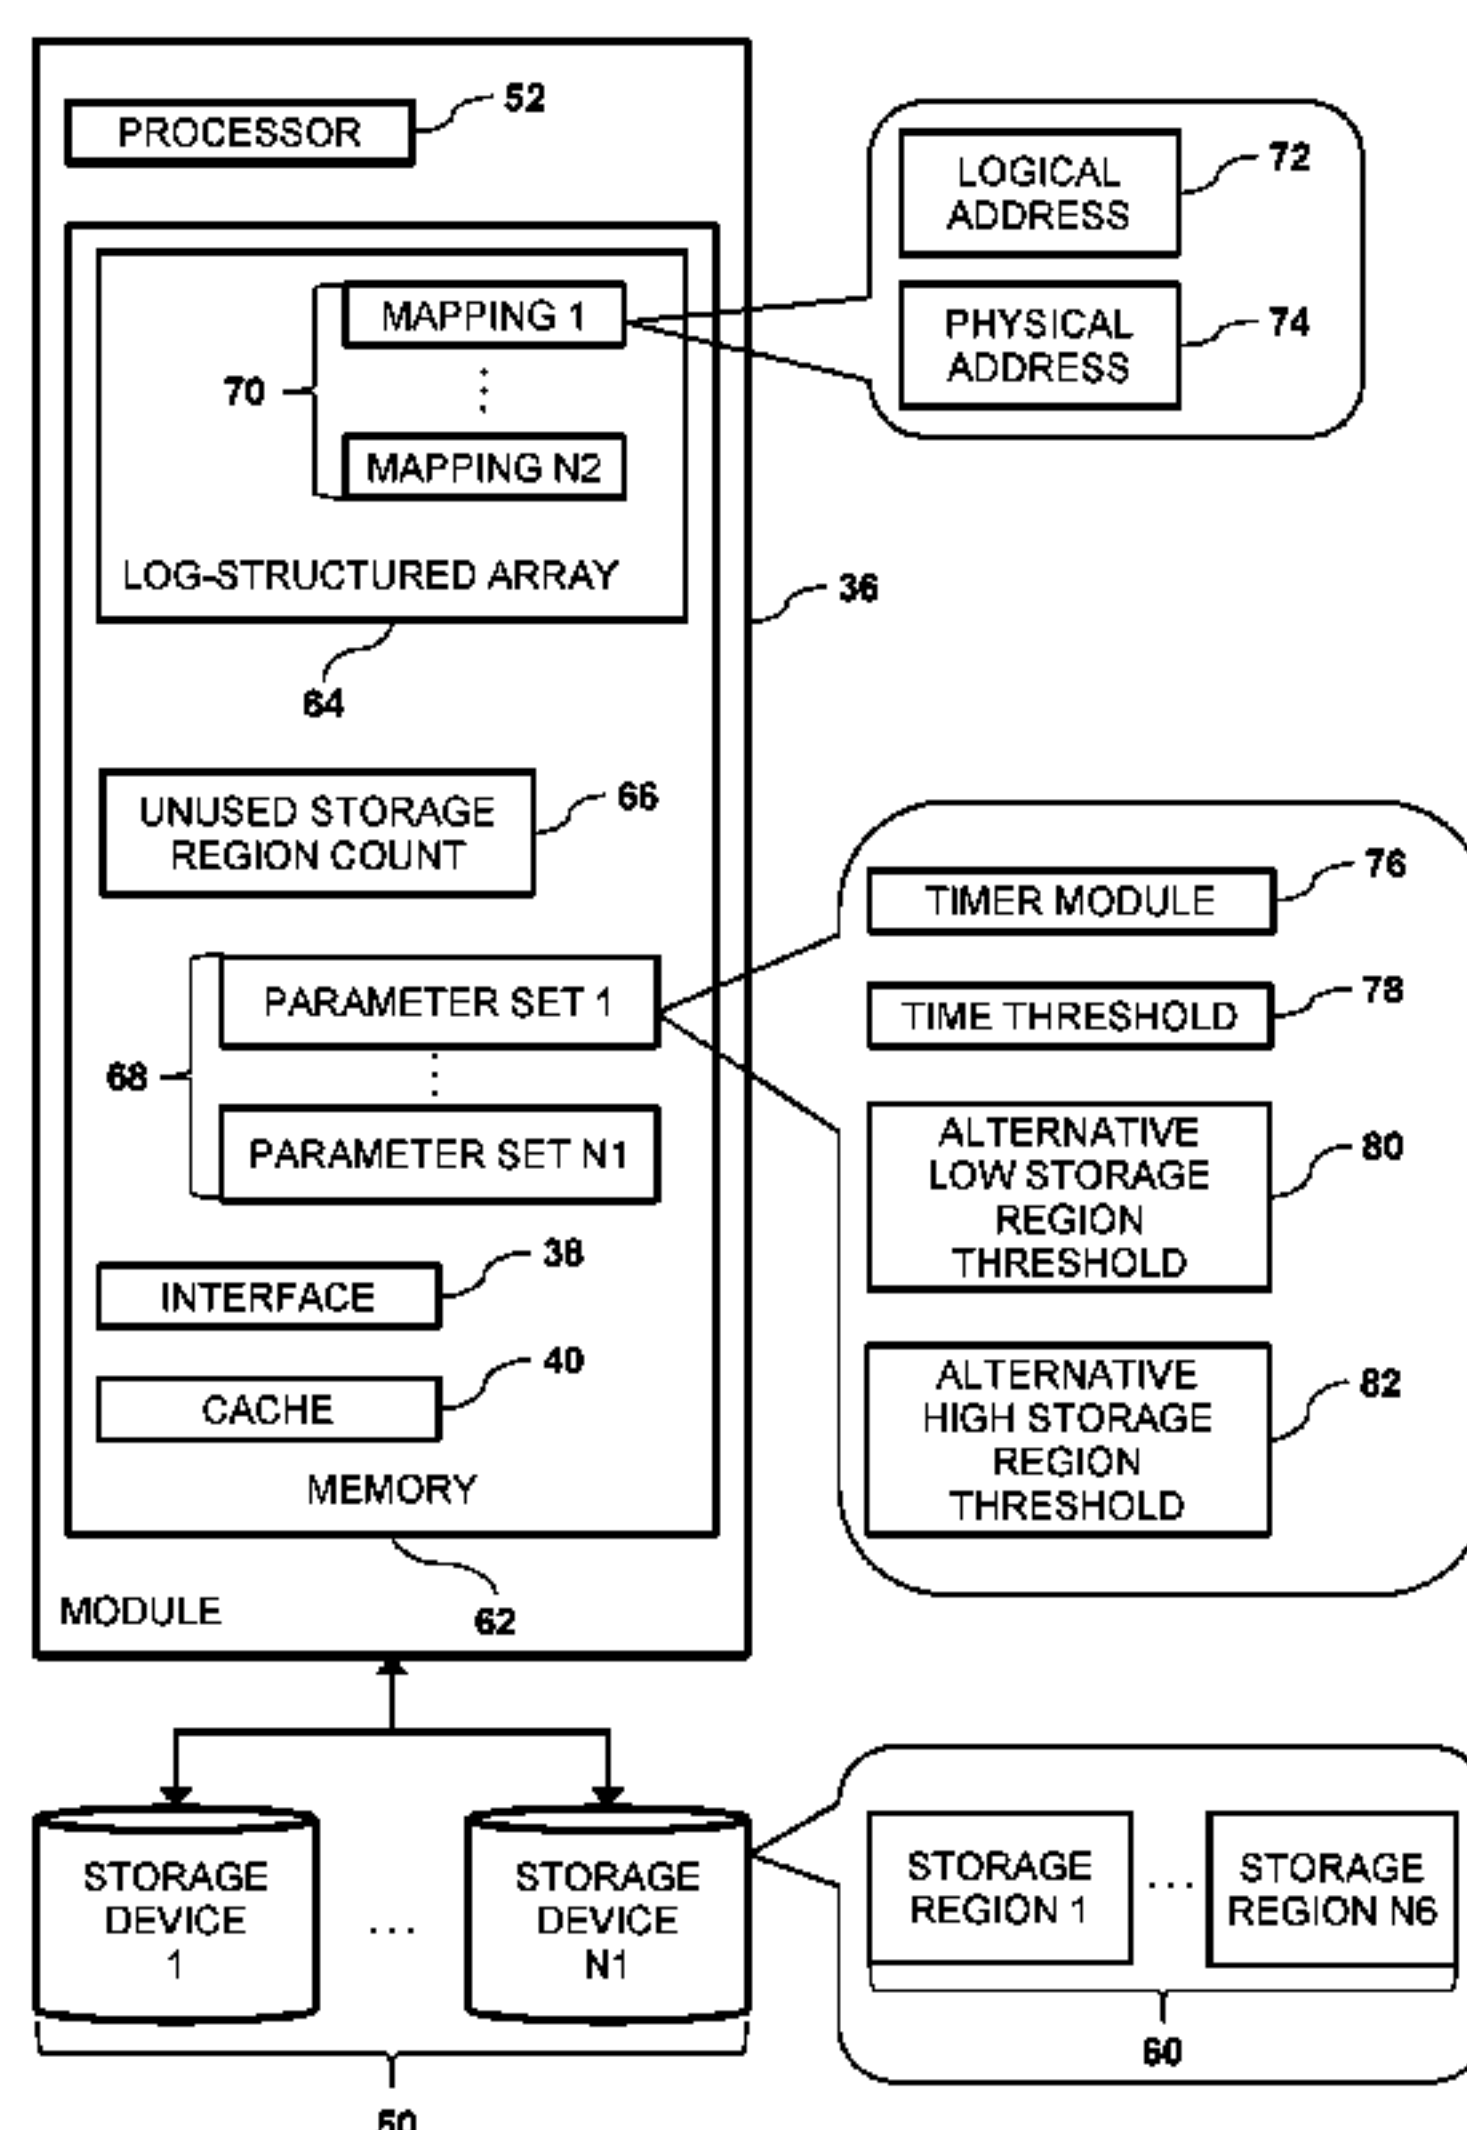 PROCESSOR
52
LOGICAL
ADDRESS
72
PHYSICAL
ADDRESS
74
MAPPING 1
⋮
MAPPING N2
70
LOG-STRUCTURED ARRAY
64
36
UNUSED STORAGE
REGION COUNT
66
PARAMETER SET 1
⋮
PARAMETER SET N1
68
TIMER MODULE
76
TIME THRESHOLD
78
ALTERNATIVE
LOW STORAGE
REGION
THRESHOLD
80
ALTERNATIVE
HIGH STORAGE
REGION
THRESHOLD
82
INTERFACE
38
CACHE
40
MEMORY
62
MODULE
STORAGE
DEVICE
1
...
STORAGE
DEVICE
N1
50
STORAGE
REGION 1
...
STORAGE
REGION N6
60